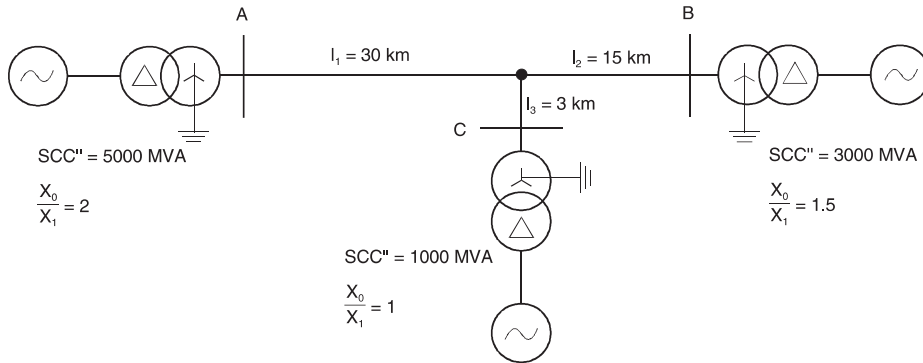 A
B
l₁ = 30 km
l₂ = 15 km
l₃ = 3 km
C
SCC" = 5000 MVA
X₀
X₁
= 2
SCC" = 3000 MVA
X₀
X₁
= 1.5
SCC" = 1000 MVA
X₀
X₁
= 1